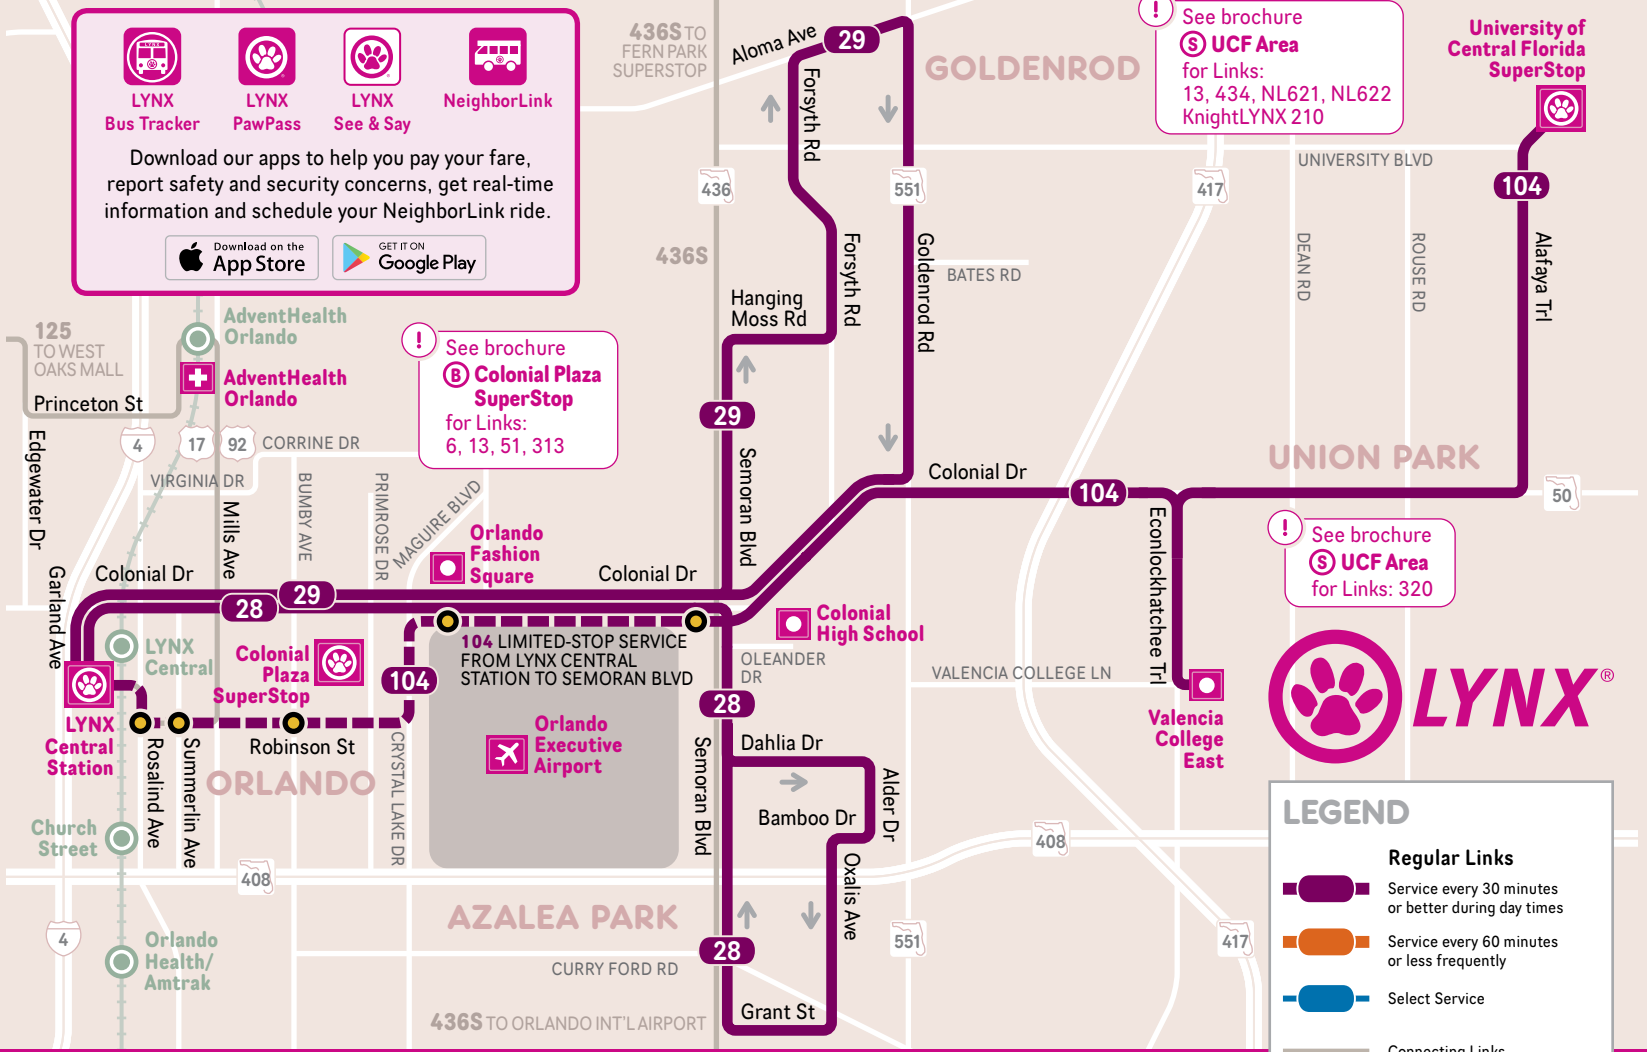 LYNX
Bus Tracker
LYNX
PawPass
LYNX
See & Say
NeighborLink
Download our apps to help you pay your fare,
report safety and security concerns, get real-time
information and schedule your NeighborLink ride.
Download on the
App Store
GET IT ON
Google Play
436S TO
FERN PARK
SUPERSTOP
Aloma Ave
29
GOLDENROD
!
See brochure
S UCF Area
for Links:
13, 434, NL621, NL622
KnightLYNX 210
University of
Central Florida
SuperStop
Forsyth Rd
UNIVERSITY BLVD
436
551
417
104
436S
Forsyth Rd
Goldenrod Rd
BATES RD
DEAN RD
ROUSE RD
Alafaya Trl
Hanging
Moss Rd
AdventHealth
Orlando
125
TO WEST
OAKS MALL
AdventHealth
Orlando
Princeton St
!
See brochure
B Colonial Plaza
SuperStop
for Links:
6, 13, 51, 313
29
4
17
92
CORRINE DR
Edgewater Dr
VIRGINIA DR
Mills Ave
BUMBY AVE
PRIMROSE DR
MAGUIRE BLVD
Semoran Blvd
Colonial Dr
104
UNION PARK
50
Econlockhatchee Trl
!
See brochure
S UCF Area
for Links: 320
Orlando
Fashion
Square
Garland Ave
Colonial Dr
Colonial Dr
29
28
Colonial
High School
LYNX
Central
Colonial
Plaza
SuperStop
104 LIMITED-STOP SERVICE
FROM LYNX CENTRAL
STATION TO SEMORAN BLVD
104
OLEANDER
DR
VALENCIA COLLEGE LN
LYNX®
28
LYNX
Central
Station
Rosalind Ave
Summerlin Ave
Robinson St
CRYSTAL LAKE DR
Orlando
Executive
Airport
Semoran Blvd
Dahlia Dr
Valencia
College
East
ORLANDO
Alder Dr
Bamboo Dr
Church
Street
408
408
Oxalis Ave
AZALEA PARK
4
Orlando
Health/
Amtrak
28
551
417
CURRY FORD RD
436S TO ORLANDO INT'L AIRPORT
Grant St
LEGEND
Regular Links
Service every 30 minutes
or better during day times
Service every 60 minutes
or less frequently
Select Service
Connecting Links